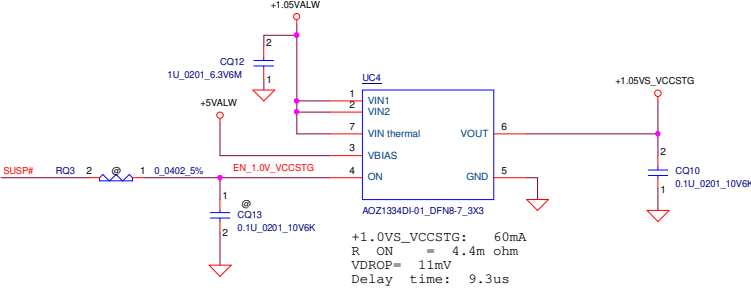 +1.05VALW
2
CQ12
1U_0201_6.3V6M
1
UC4
+1.05VS_VCCSTG
+5VALW
1 VIN1
2 VIN2
7 VIN thermal
VOUT 6
3 VBIAS
SUSP# RQ3 2 @ 1 0_0402_5% EN_1.0V_VCCSTG 4 ON
GND 5
2
CQ10
0.1U_0201_10V6K
1
1
@
CQ13
0.1U_0201_10V6K
2
AOZ1334DI-01_DFN8-7_3X3
+1.0VS_VCCSTG: 60mA
R ON = 4.4m ohm
VDROP= 11mV
Delay time: 9.3us